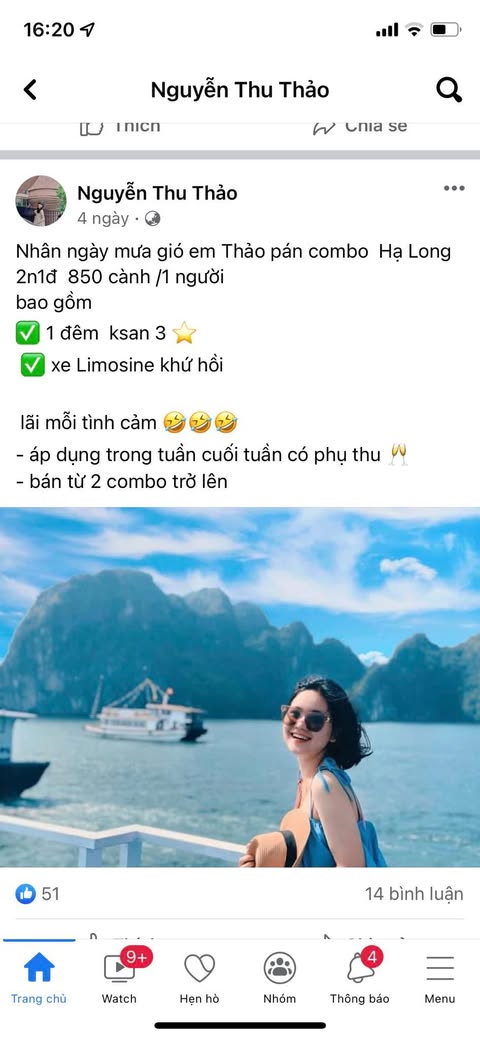 16:20
Nguyễn Thu Thảo
Thích
Chia sẻ
Nguyễn Thu Thảo
4 ngày ·
Nhân ngày mưa gió em Thảo pán combo Hạ Long
2n1đ 850 cành /1 người
bao gồm
✅ 1 đêm ksan 3 ⭐
✅ xe Limosine khứ hồi
lãi mỗi tình cảm 🤣🤣🤣
- áp dụng trong tuần cuối tuần có phụ thu 🥂
- bán từ 2 combo trở lên
51
14 bình luận
9+
4
Trang chủ
Watch
Hẹn hò
Nhóm
Thông báo
Menu